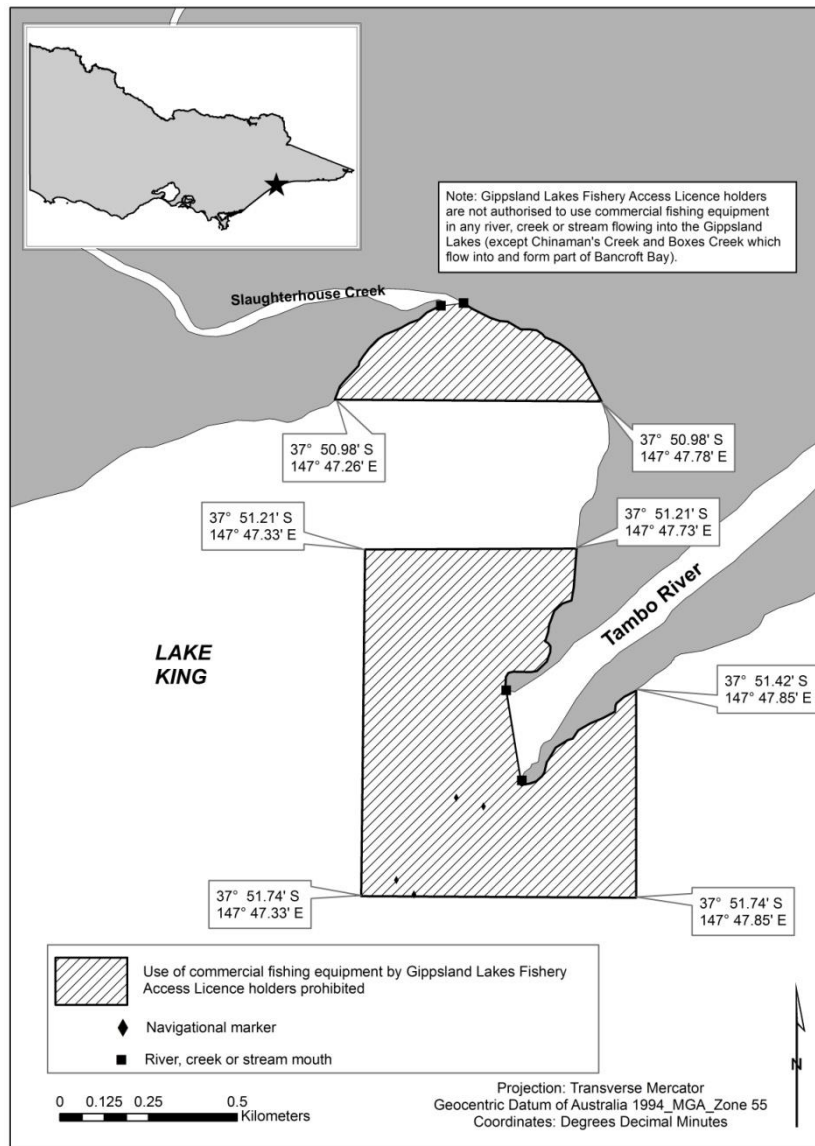 Note: Gippsland Lakes Fishery Access Licence holders
are not authorised to use commercial fishing equipment
in any river, creek or stream flowing into the Gippsland
Lakes (except Chinaman's Creek and Boxes Creek which
flow into and form part of Bancroft Bay).
Slaughterhouse Creek
37° 50.98' S
147° 47.26' E
37° 50.98' S
147° 47.78' E
37° 51.21' S
147° 47.33' E
37° 51.21' S
147° 47.73' E
Tambo River
LAKE
KING
37° 51.42' S
147° 47.85' E
37° 51.74' S
147° 47.33' E
37° 51.74' S
147° 47.85' E
Use of commercial fishing equipment by Gippsland Lakes Fishery
Access Licence holders prohibited
Navigational marker
River, creek or stream mouth
N
0 0.125 0.25 0.5
Kilometers
Projection: Transverse Mercator
Geocentric Datum of Australia 1994_MGA_Zone 55
Coordinates: Degrees Decimal Minutes